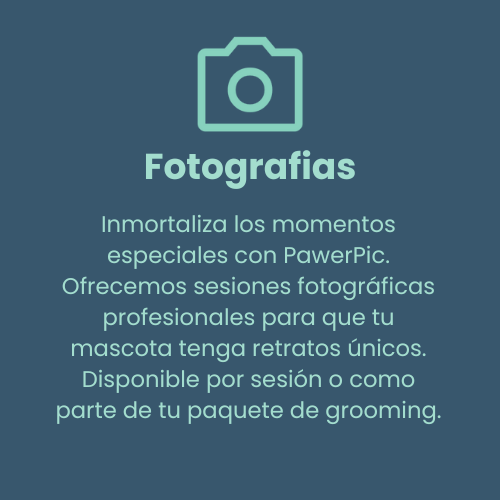 Fotografias
Inmortaliza los momentos
especiales con PawerPic.
Ofrecemos sesiones fotográficas
profesionales para que tu
mascota tenga retratos únicos.
Disponible por sesión o como
parte de tu paquete de grooming.